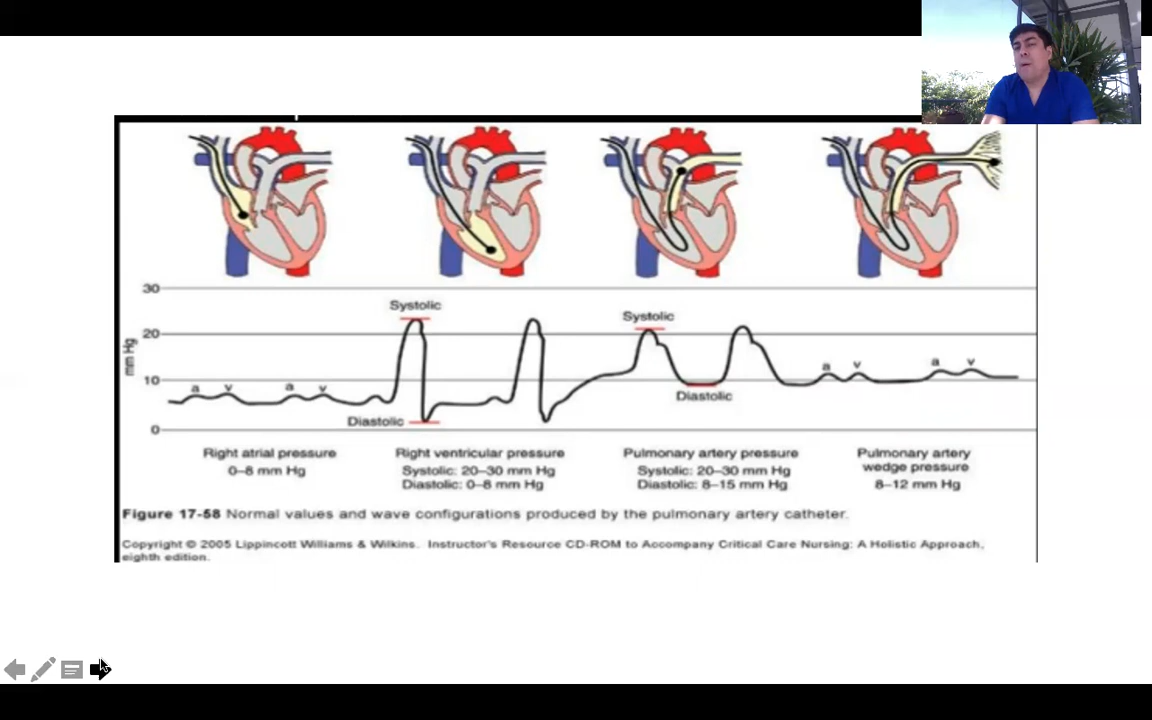 30
Systolic
Systolic
20
mm Hg
a v a v
a v a v
10
Diastolic
Diastolic
0
Right atrial pressure
0–8 mm Hg
Right ventricular pressure
Systolic: 20–30 mm Hg
Diastolic: 0–8 mm Hg
Pulmonary artery pressure
Systolic: 20–30 mm Hg
Diastolic: 8–15 mm Hg
Pulmonary artery
wedge pressure
8–12 mm Hg
Figure 17-58 Normal values and wave configurations produced by the pulmonary artery catheter.
Copyright © 2005 Lippincott Williams & Wilkins. Instructor's Resource CD-ROM to Accompany Critical Care Nursing: A Holistic Approach,
eighth edition.